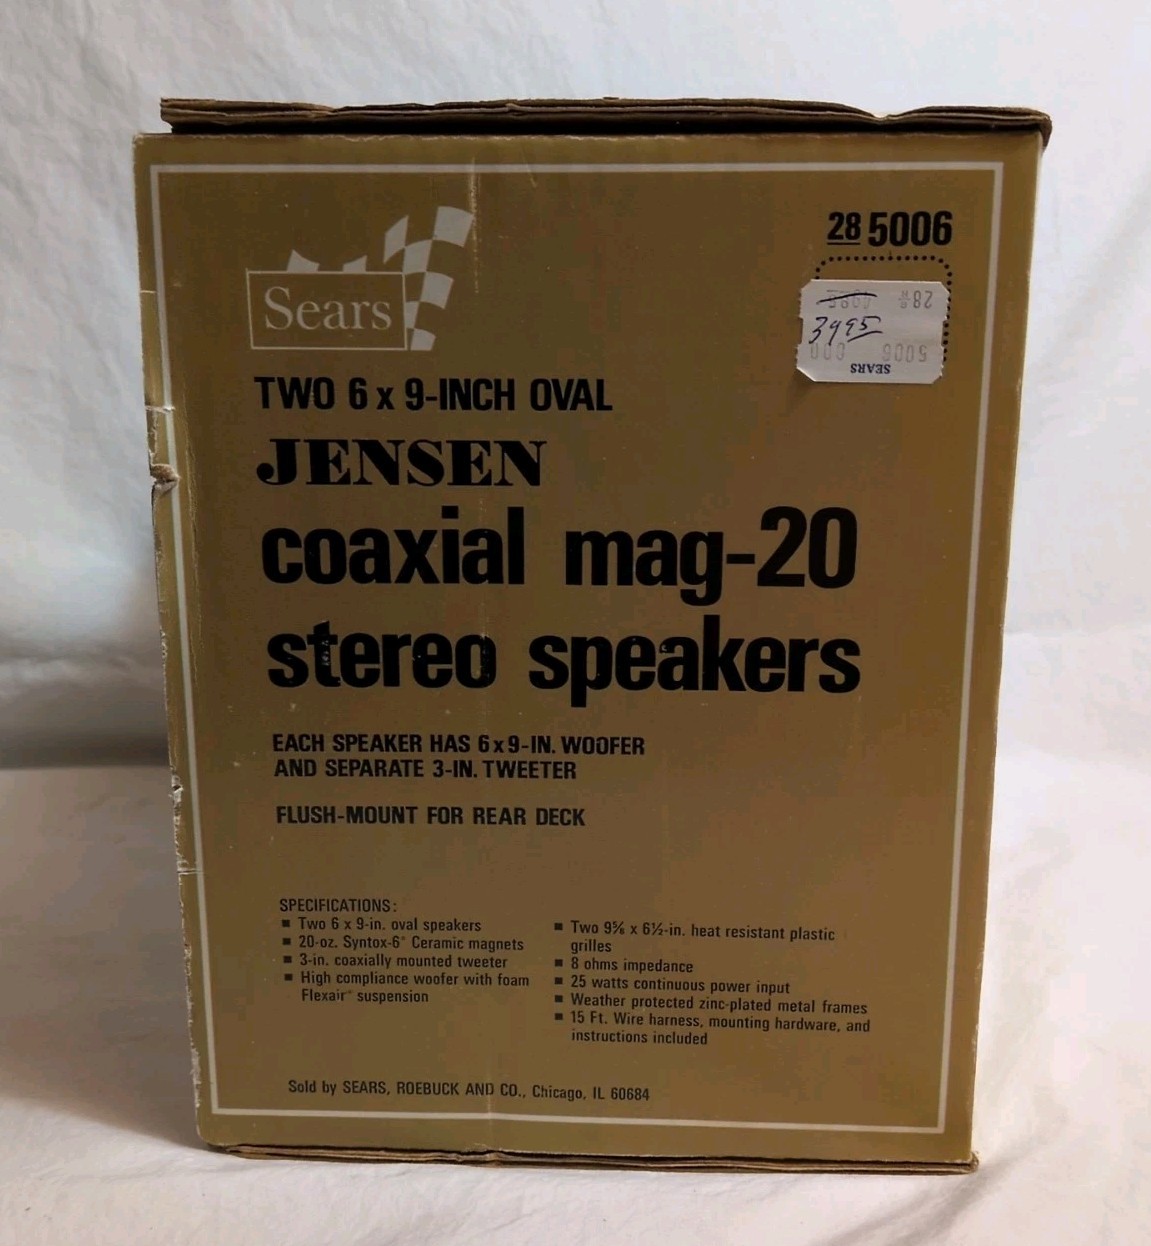 28 5006
Sears
28
3995
5006 000
SEARS
TWO 6 x 9-INCH OVAL
JENSEN
coaxial mag-20
stereo speakers
EACH SPEAKER HAS 6x9-IN. WOOFER
AND SEPARATE 3-IN. TWEETER
FLUSH-MOUNT FOR REAR DECK
SPECIFICATIONS:
■ Two 6 x 9-in. oval speakers
■ 20-oz. Syntox-6® Ceramic magnets
■ 3-in. coaxially mounted tweeter
■ High compliance woofer with foam
Flexair™ suspension
■ Two 9⅜ x 6½-in. heat resistant plastic
grilles
■ 8 ohms impedance
■ 25 watts continuous power input
■ Weather protected zinc-plated metal frames
■ 15 Ft. Wire harness, mounting hardware, and
instructions included
Sold by SEARS, ROEBUCK AND CO., Chicago, IL 60684